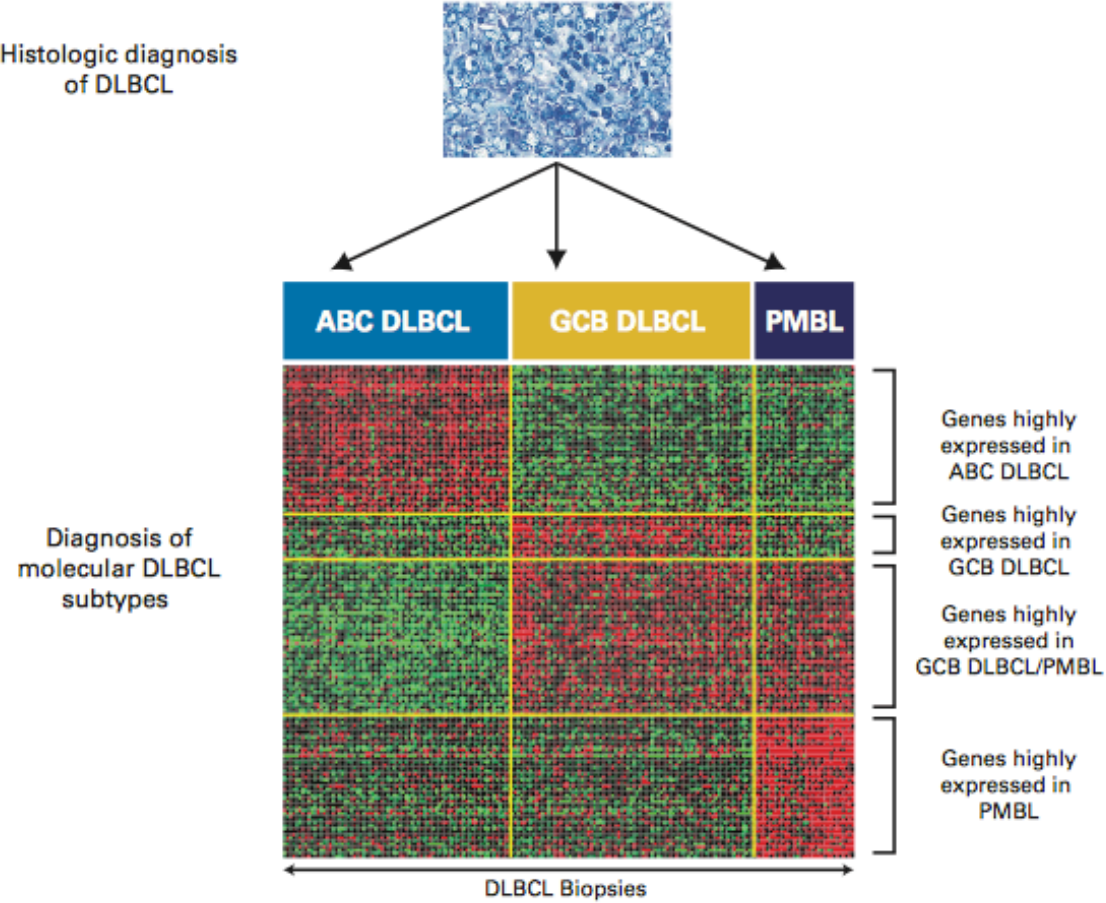 Histologic diagnosis
of DLBCL
ABC DLBCL
GCB DLBCL
PMBL
Genes highly
expressed in
ABC DLBCL
Genes highly
expressed in
GCB DLBCL
Diagnosis of
molecular DLBCL
subtypes
Genes highly
expressed in
GCB DLBCL/PMBL
Genes highly
expressed in
PMBL
DLBCL Biopsies